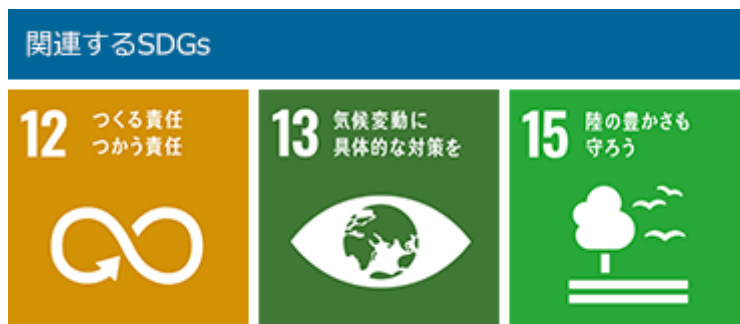 関連するSDGs
12
つくる責任
つかう責任
13
気候変動に
具体的な対策を
15
陸の豊かさも
守ろう